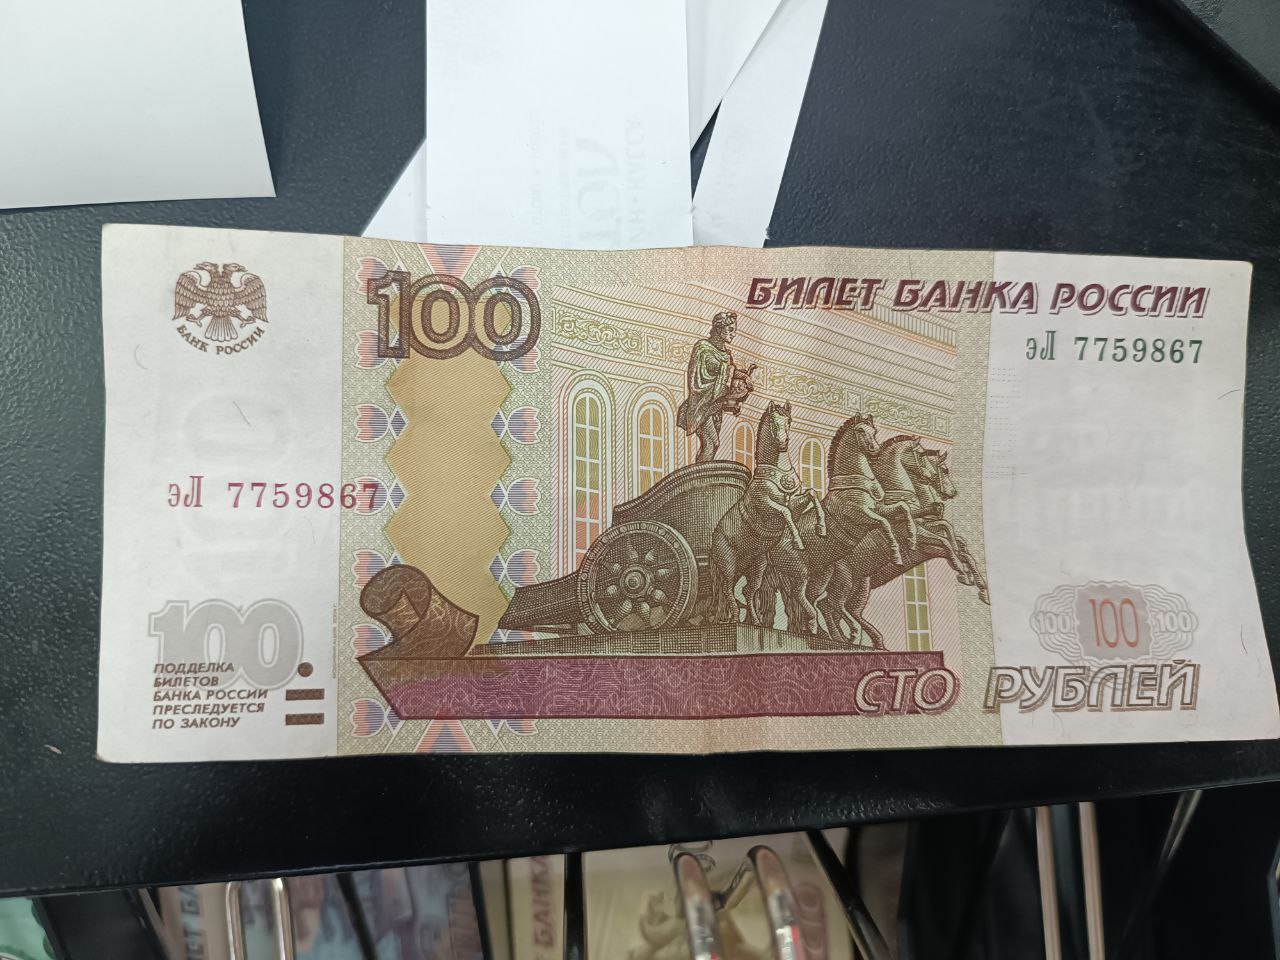 БАНК РОССИИ
100
БИЛЕТ БАНКА РОССИИ
эЛ 7759867
эЛ 7759867
100
ПОДДЕЛКА
БИЛЕТОВ
БАНКА РОССИИ
ПРЕСЛЕДУЕТСЯ
ПО ЗАКОНУ
100 100 100
СТО РУБЛЕЙ